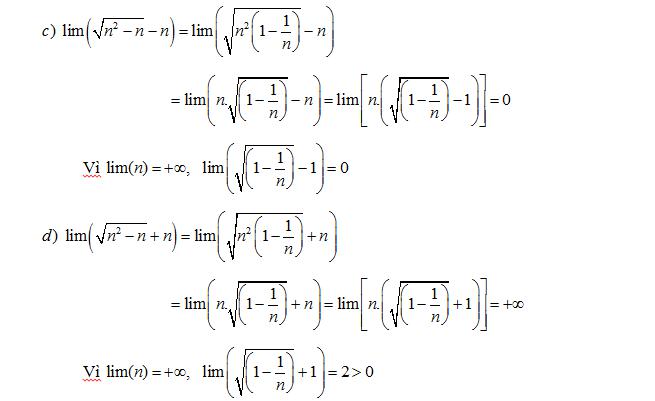 c) lim(√(n² − n) − n) = lim(√(n²(1 − 1/n)) − n)
= lim(n.√((1 − 1/n)) − n) = lim[n.(√((1 − 1/n)) − 1)] = 0
Vì lim(n) = +∞, lim(√((1 − 1/n)) − 1) = 0
d) lim(√(n² − n) + n) = lim(√(n²(1 − 1/n)) + n)
= lim(n.√((1 − 1/n)) + n) = lim[n.(√((1 − 1/n)) + 1)] = +∞
Vì lim(n) = +∞, lim(√((1 − 1/n)) + 1) = 2 > 0